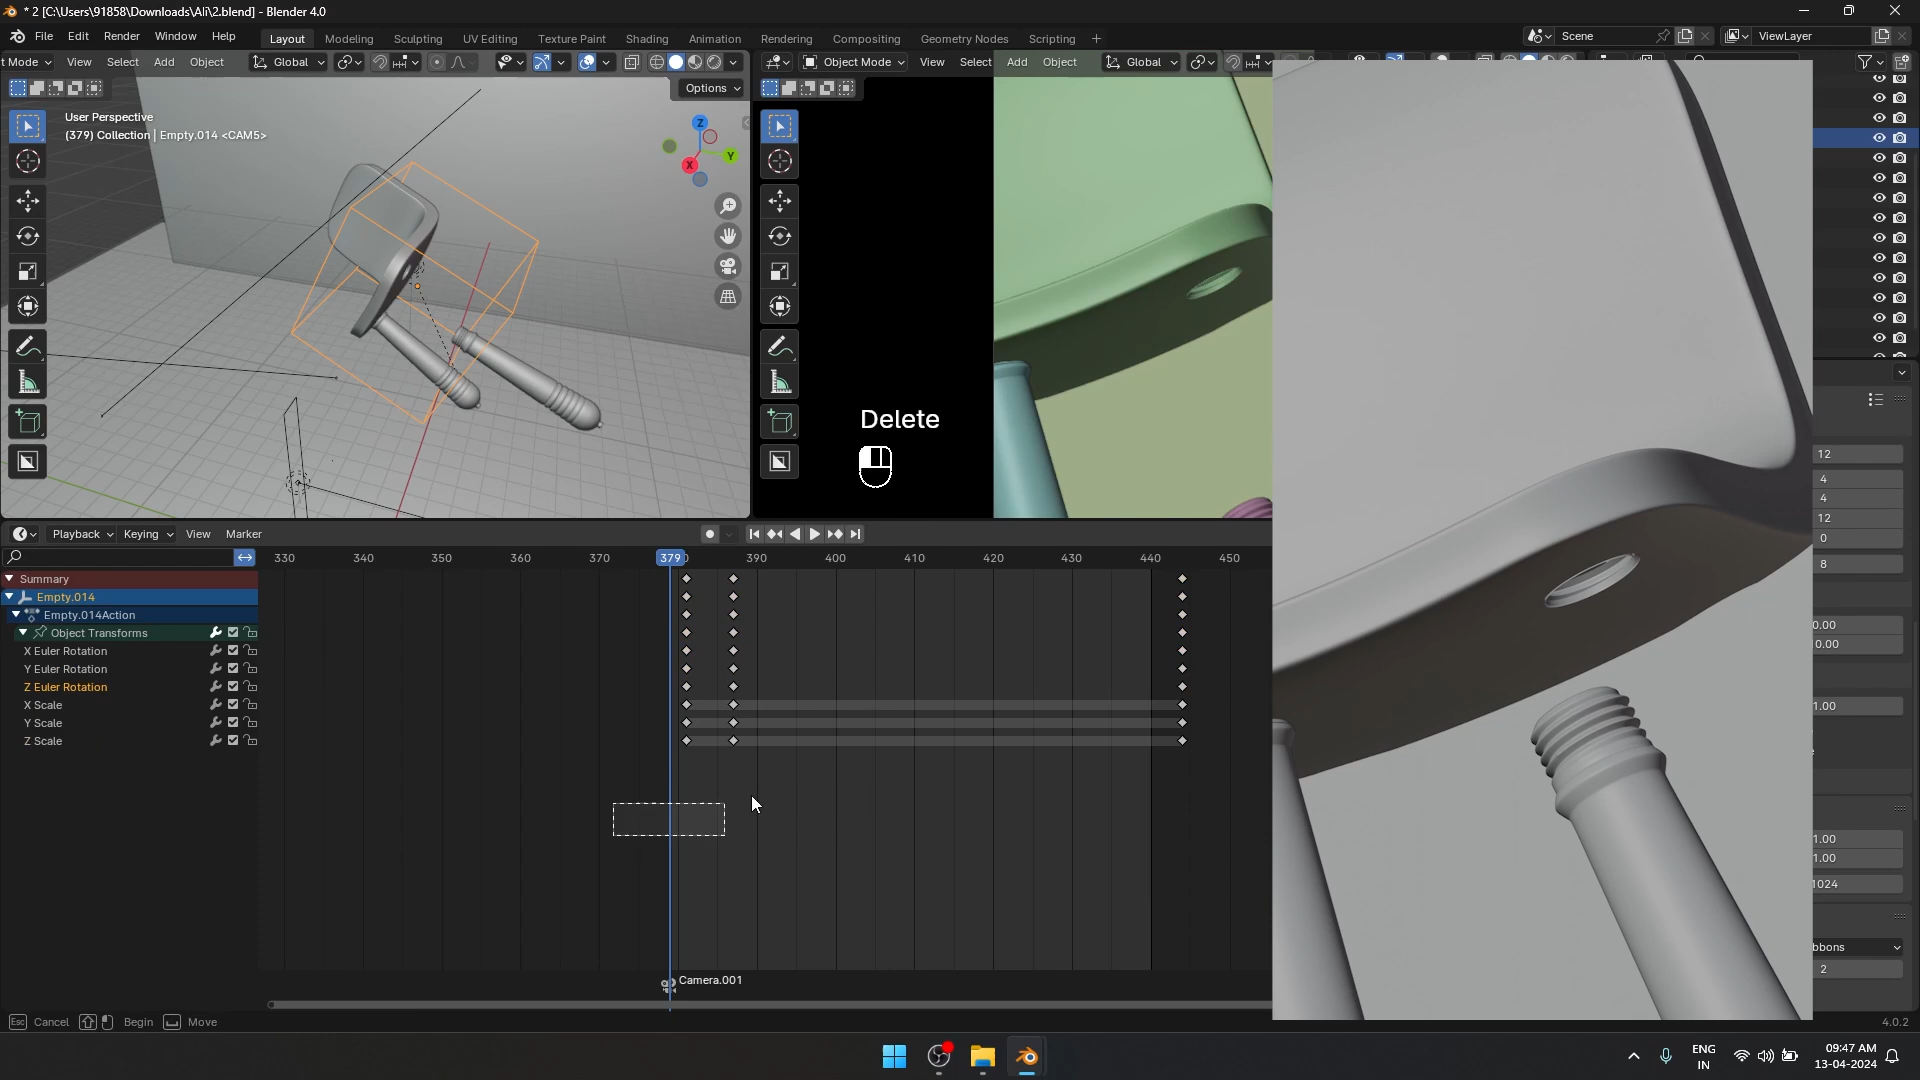 * 2 [C:\Users\91858\Downloads\Ali\2.blend] - Blender 4.0
File Edit Render Window Help Layout Modeling Sculpting UV Editing Texture Paint Shading Animation Rendering Compositing Geometry Nodes Scripting + Scene ViewLayer
t Mode View Select Add Object Global
Object Mode View Select Add Object Global
Options
User Perspective
(379) Collection | Empty.014 <CAM5>
Z
Y
X
Delete
12
4
4
12
0
8
0.00
0.00
1.00
1.00
1.00
1024
bbons
2
Playback Keying View Marker
330 340 350 360 370 379 390 400 410 420 430 440 450
Summary
Empty.014
Empty.014Action
Object Transforms
X Euler Rotation
Y Euler Rotation
Z Euler Rotation
X Scale
Y Scale
Z Scale
Camera.001
Esc Cancel Begin Move 4.0.2
ENG
IN
09:47 AM
13-04-2024